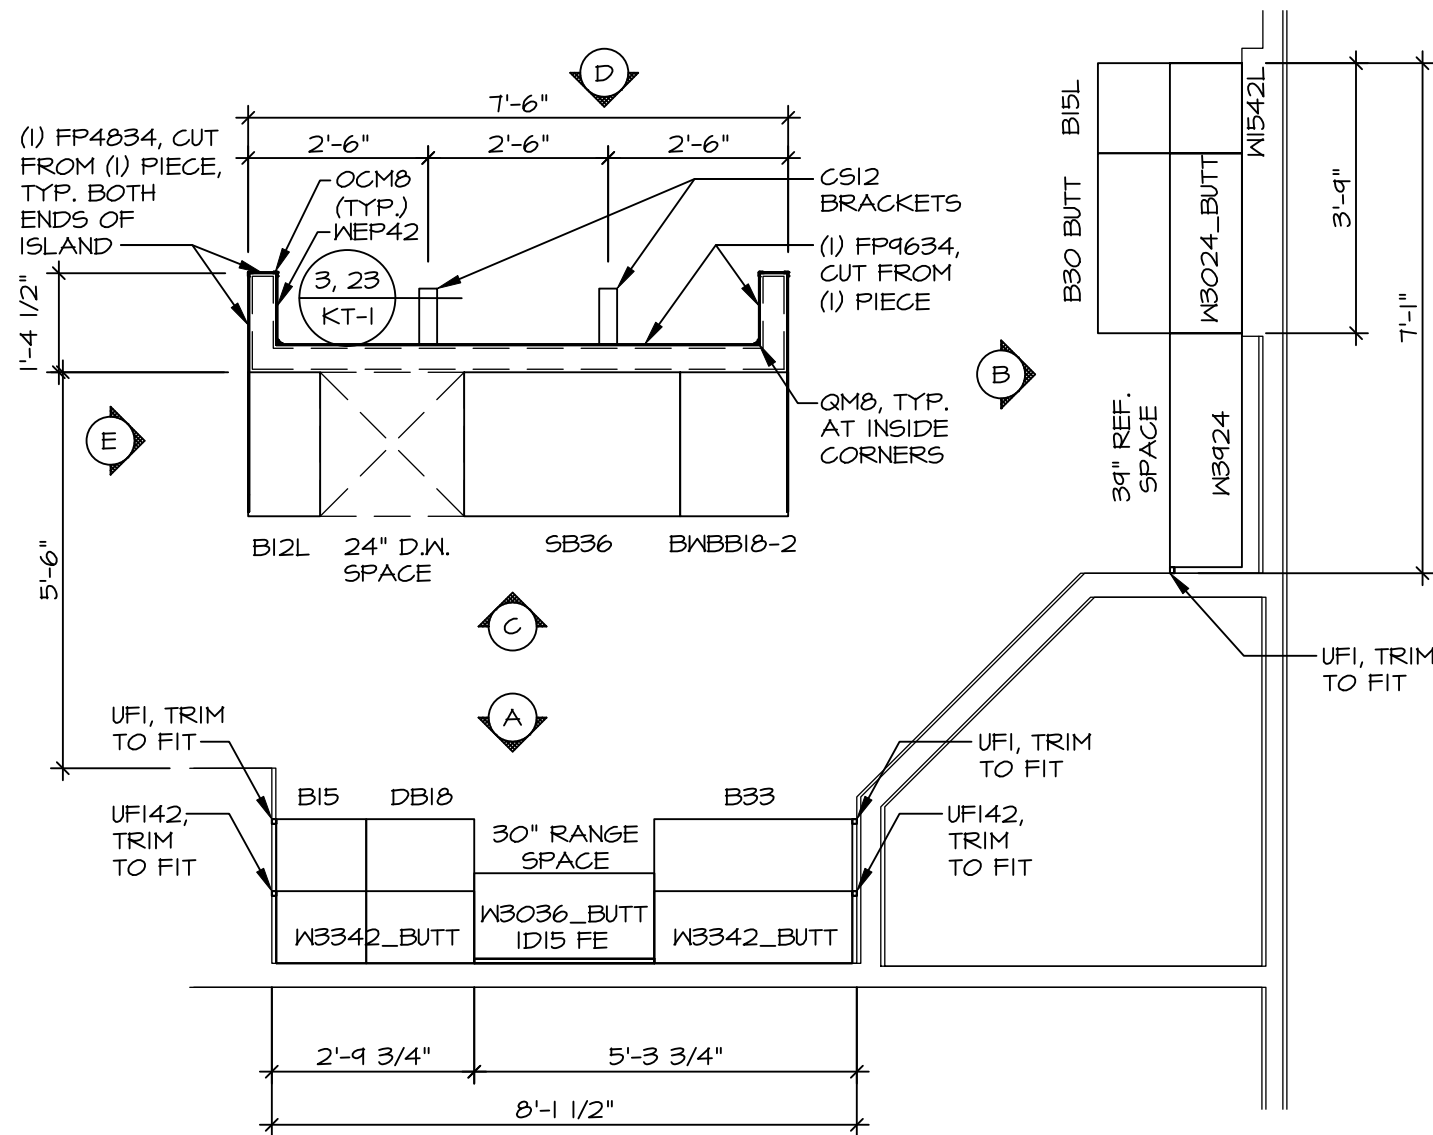 D
7'-6"
2'-6"
2'-6"
2'-6"
(1) FP4834, CUT
FROM (1) PIECE,
TYP. BOTH
ENDS OF
ISLAND
OCM8
(TYP.)
WEP42
3, 23
KT-1
CS12
BRACKETS
(1) FP9634,
CUT FROM
(1) PIECE
1'-4 1/2"
5'-6"
E
B
QM8, TYP.
AT INSIDE
CORNERS
B12L
24" D.W.
SPACE
SB36
BWBB18-2
B15L
W1542L
B30 BUTT
W3024_BUTT
3'-9"
7'-1"
39" REF.
SPACE
W3924
C
A
UF1, TRIM
TO FIT
UF1, TRIM
TO FIT
UF142,
TRIM
TO FIT
UF1, TRIM
TO FIT
UF142,
TRIM
TO FIT
B15
DB18
B33
30" RANGE
SPACE
W3342_BUTT
W3036_BUTT
1D15 FE
W3342_BUTT
2'-9 3/4"
5'-3 3/4"
8'-1 1/2"